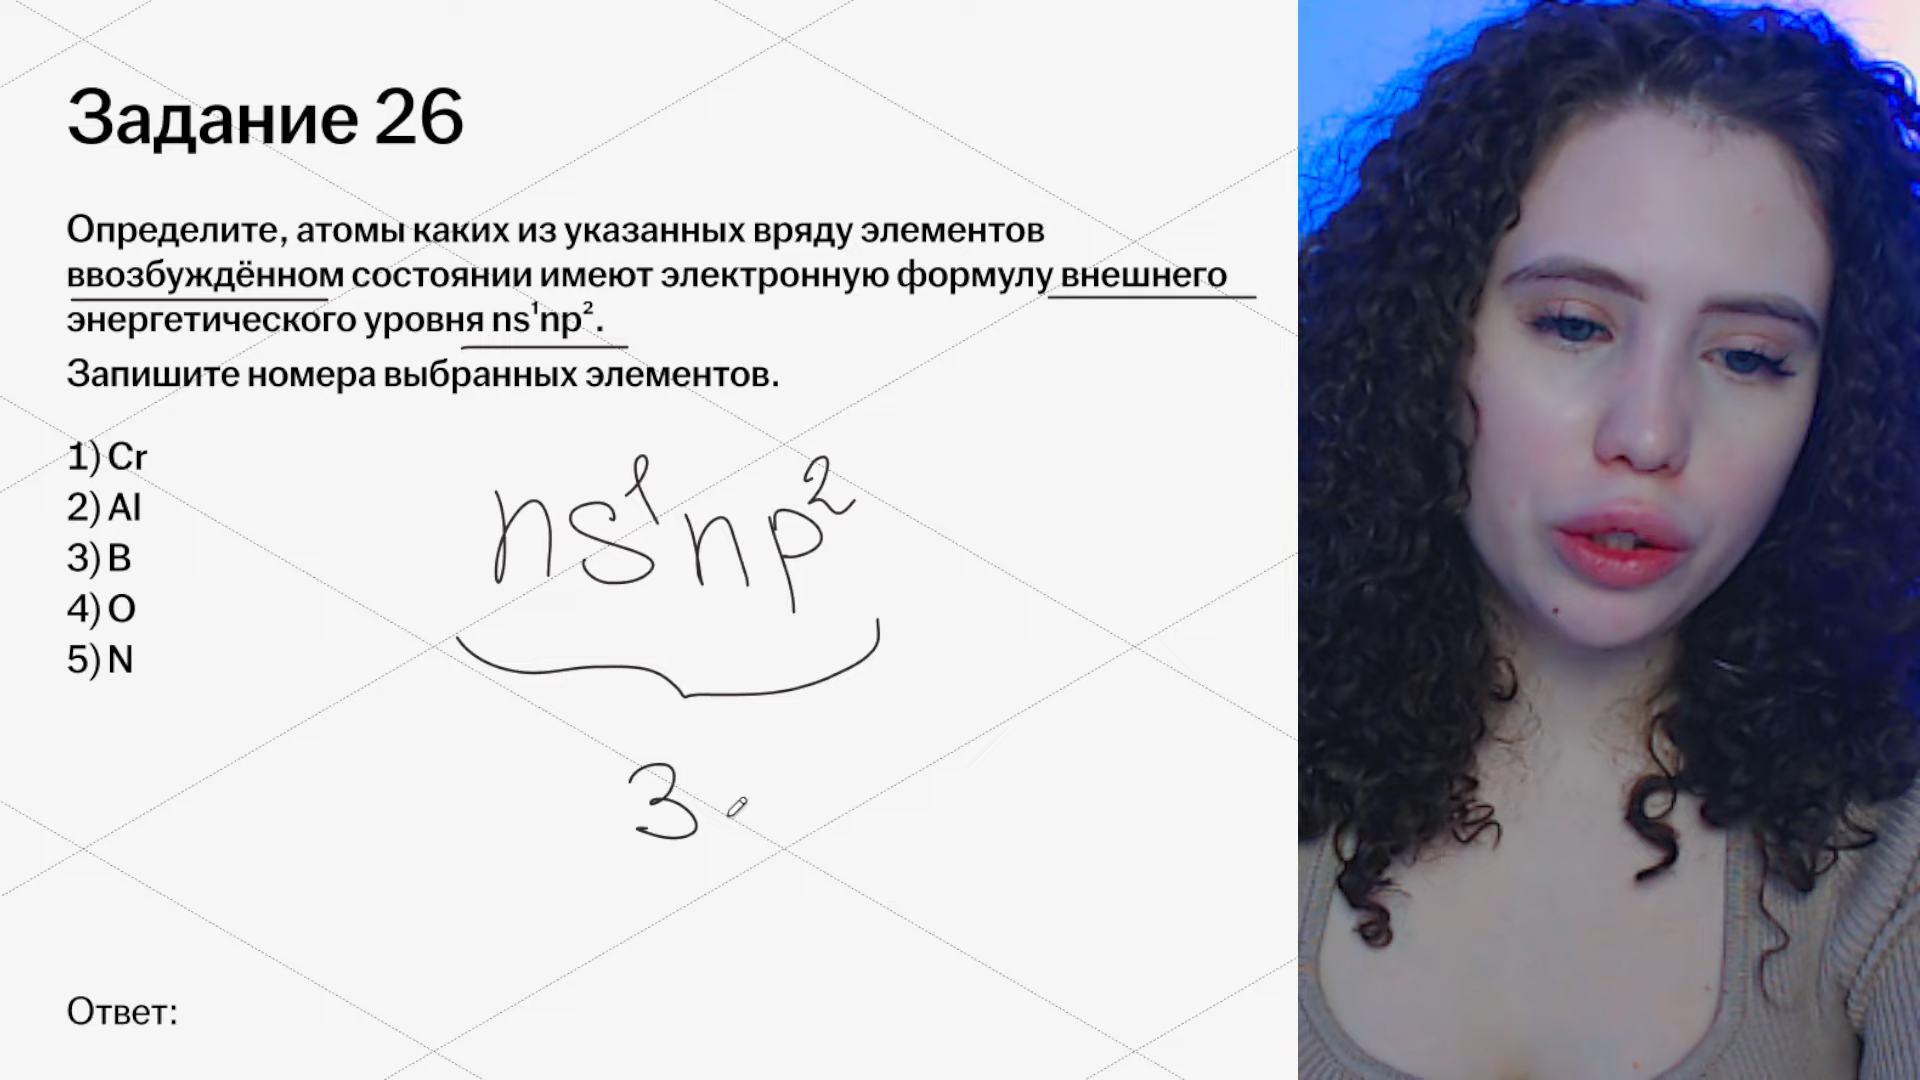 Задание 26
Определите, атомы каких из указанных вряду элементов
ввозбуждённом состоянии имеют электронную формулу внешнего
энергетического уровня ns¹np².
Запишите номера выбранных элементов.
1) Cr
2) Al
3) B
4) O
5) N
ns¹np²
3
Ответ: